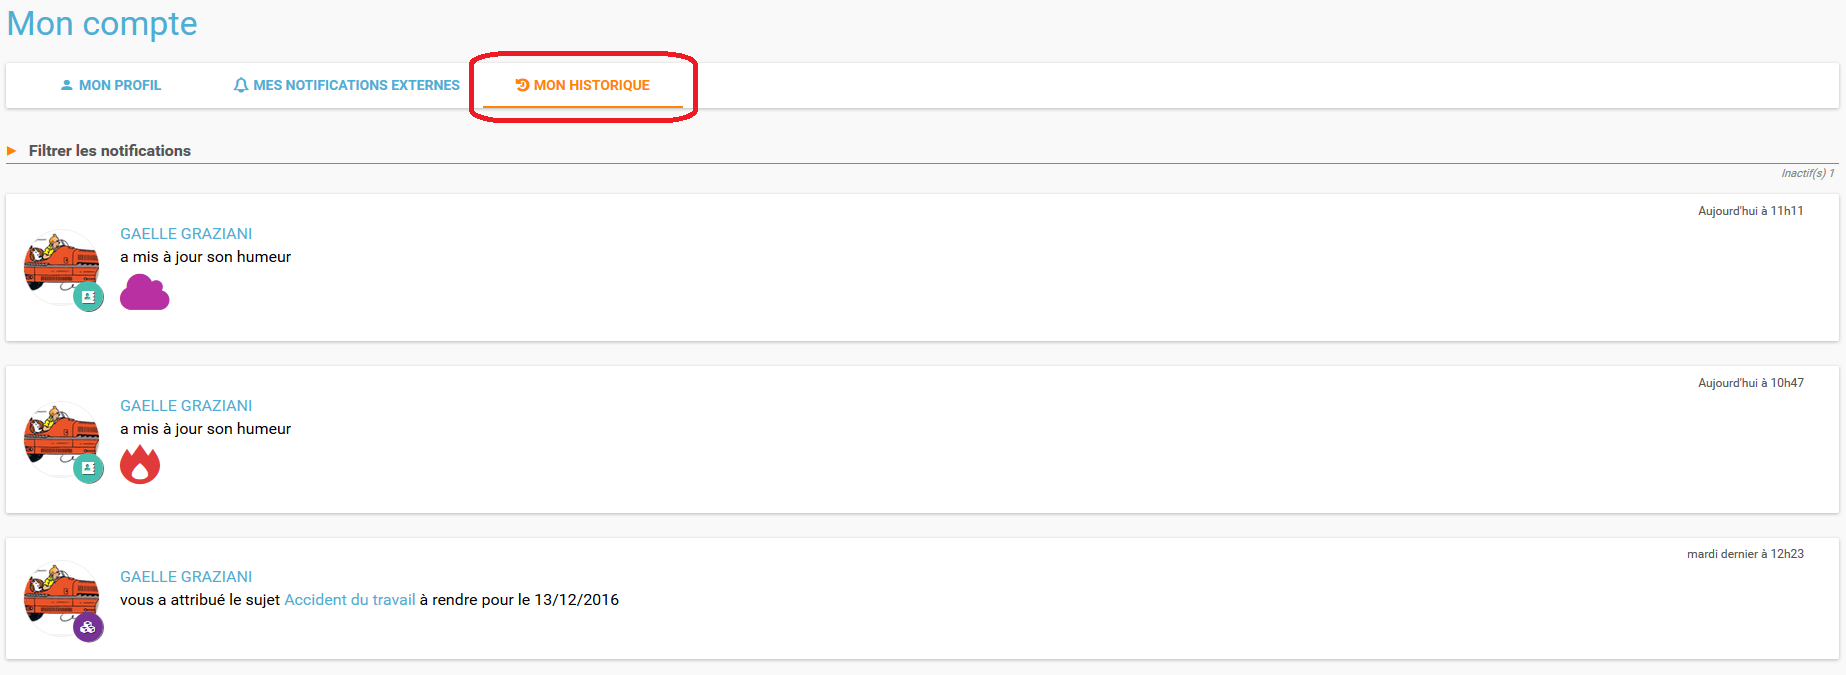 Mon compte
MON PROFIL MES NOTIFICATIONS EXTERNES MON HISTORIQUE
Filtrer les notifications
Inactif(s) 1
Aujourd'hui à 11h11
GAELLE GRAZIANI
a mis à jour son humeur
Aujourd'hui à 10h47
GAELLE GRAZIANI
a mis à jour son humeur
mardi dernier à 12h23
GAELLE GRAZIANI
vous a attribué le sujet Accident du travail à rendre pour le 13/12/2016